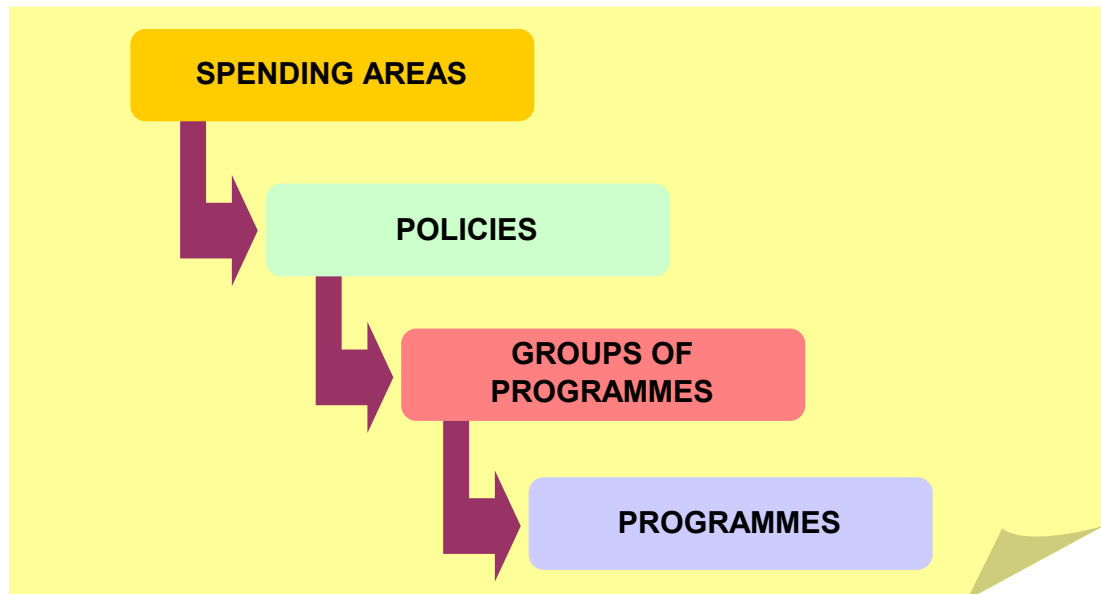 SPENDING AREAS
POLICIES
GROUPS OF
PROGRAMMES
PROGRAMMES